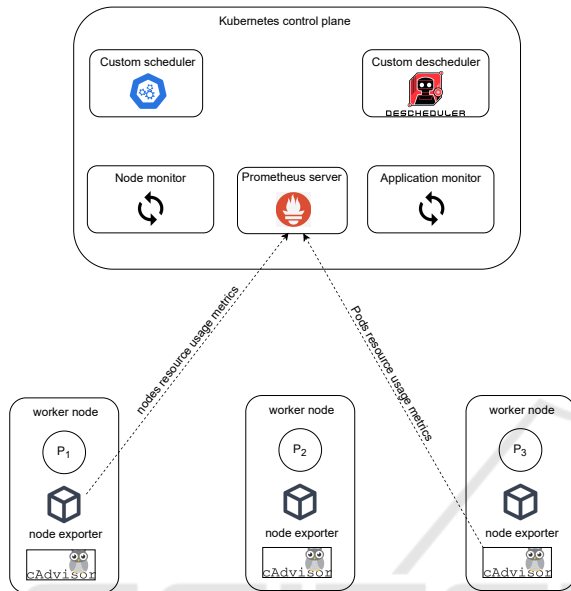 Kubernetes control plane
Custom scheduler
Custom descheduler
DESCHEDULER
Node monitor
Prometheus server
Application monitor
nodes resource usage metrics
Pods resource usage metrics
worker node
P1
node exporter
cAdvisor
worker node
P2
node exporter
cAdvisor
worker node
P3
node exporter
cAdvisor